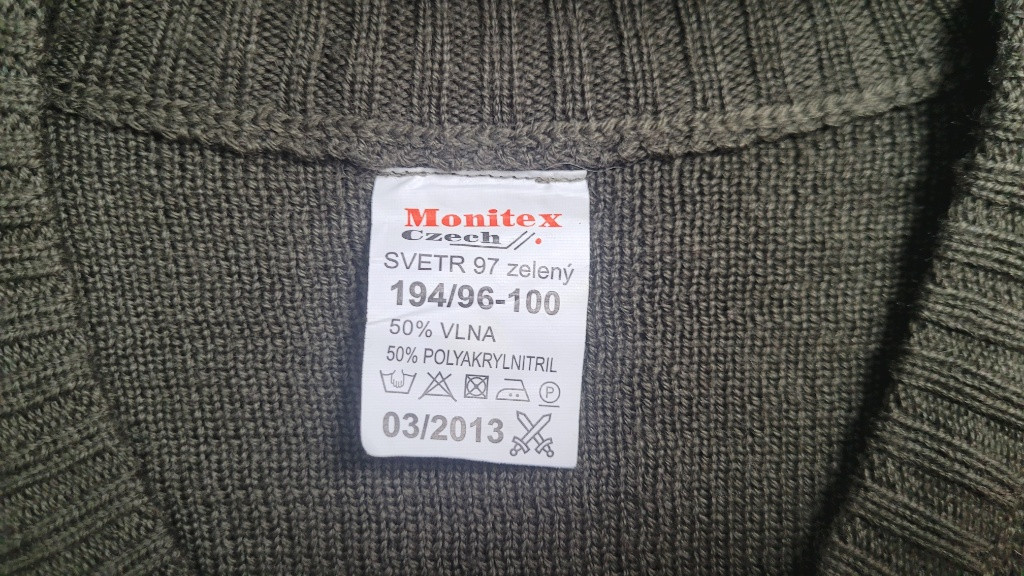 Monitex
Czech
SVETR 97 zelený
194/96-100
50% VLNA
50% POLYAKRYLNITRIL
P
03/2013